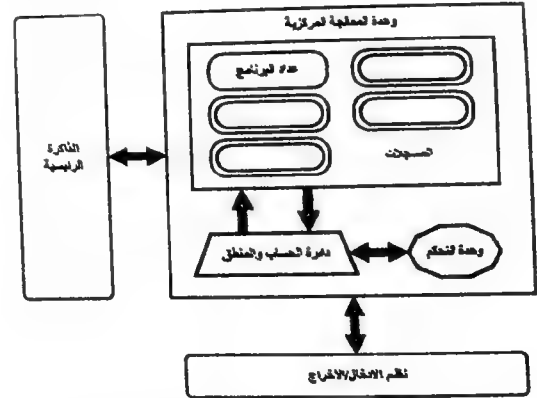 وحدة المعالجة المركزية
عداد البرنامج
المسجلات
الذاكرة
الرئيسية
دائرة الحساب والمنطق
وحدة التحكم
نظم الادخال/الاخراج